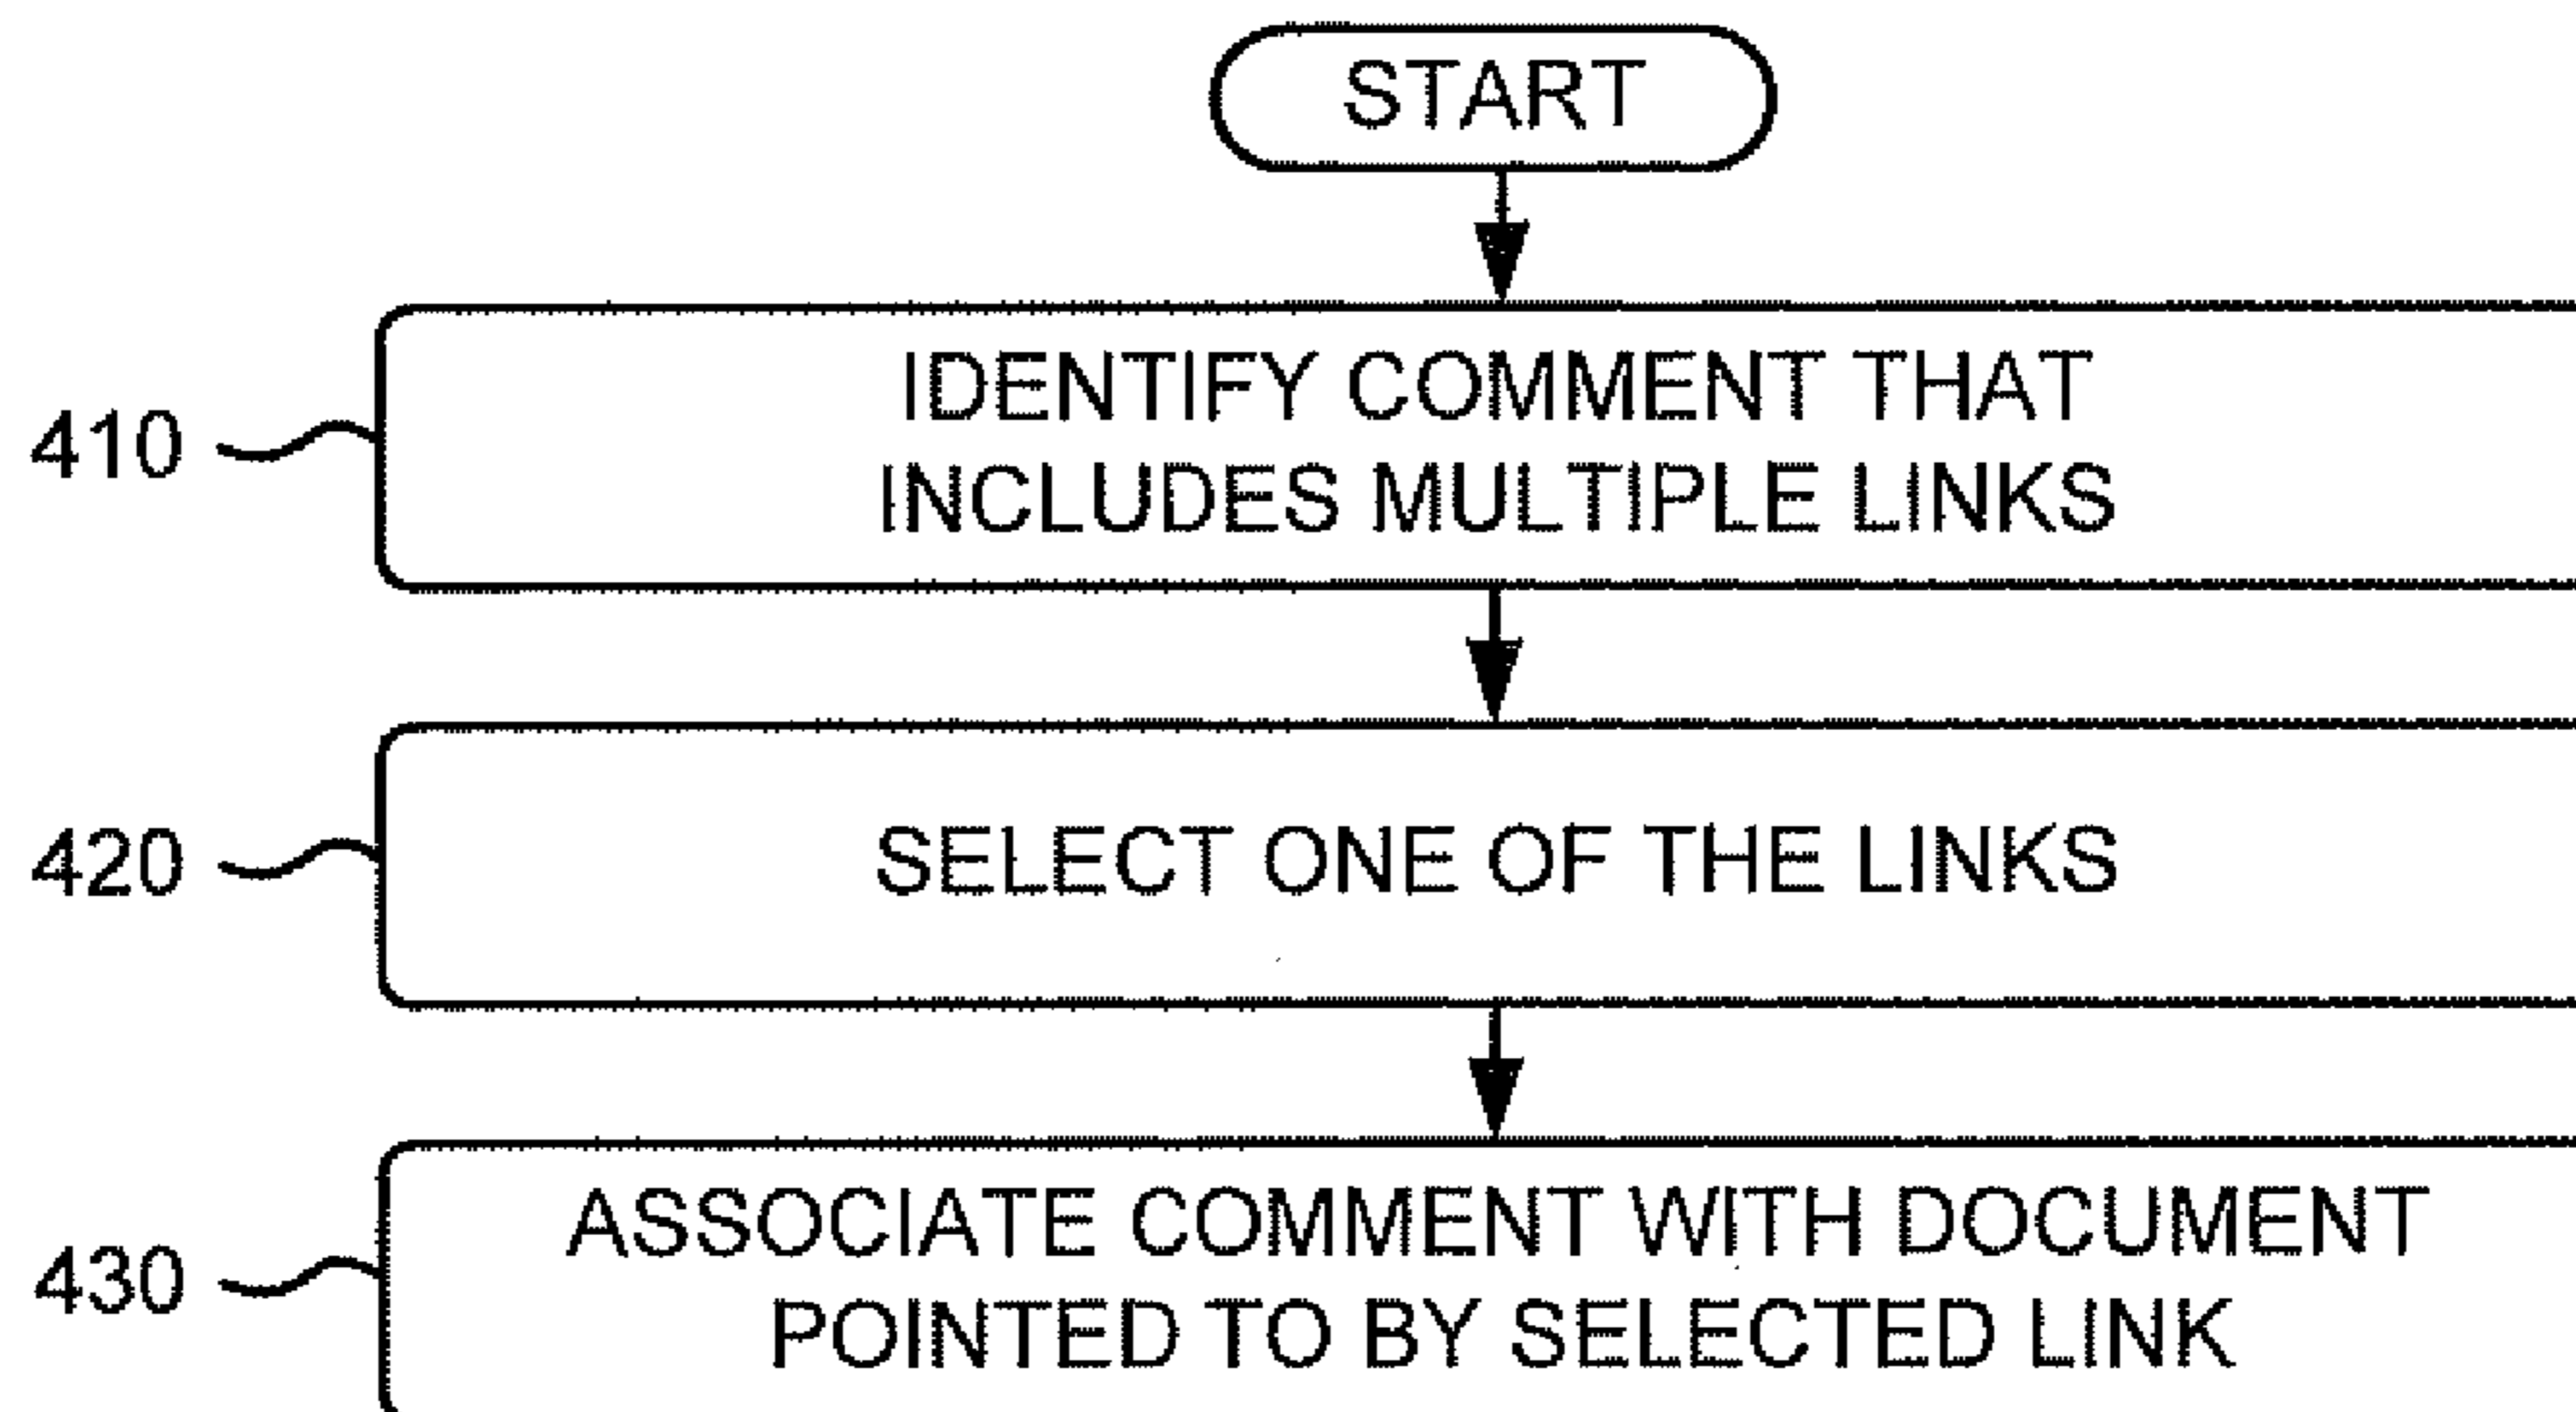 START
410
IDENTIFY COMMENT THAT
INCLUDES MULTIPLE LINKS
420
SELECT ONE OF THE LINKS
430
ASSOCIATE COMMENT WITH DOCUMENT
POINTED TO BY SELECTED LINK